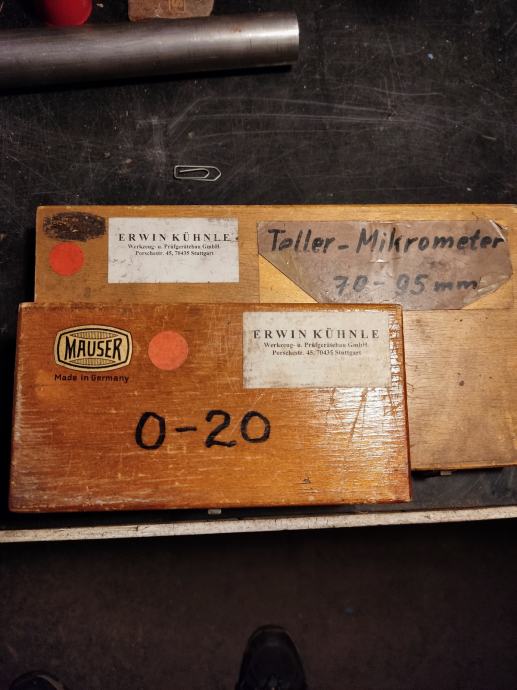 ERWIN KÜHNLE
Werkzeug- u. Prüfgerätebau GmbH
Porschestr. 45, 70435 Stuttgart
Teller-Mikrometer
70-95 mm
MAUSER
Made in Germany
ERWIN KÜHNLE
Werkzeug- u. Prüfgerätebau GmbH
Porschestr. 45, 70435 Stuttgart
0-20